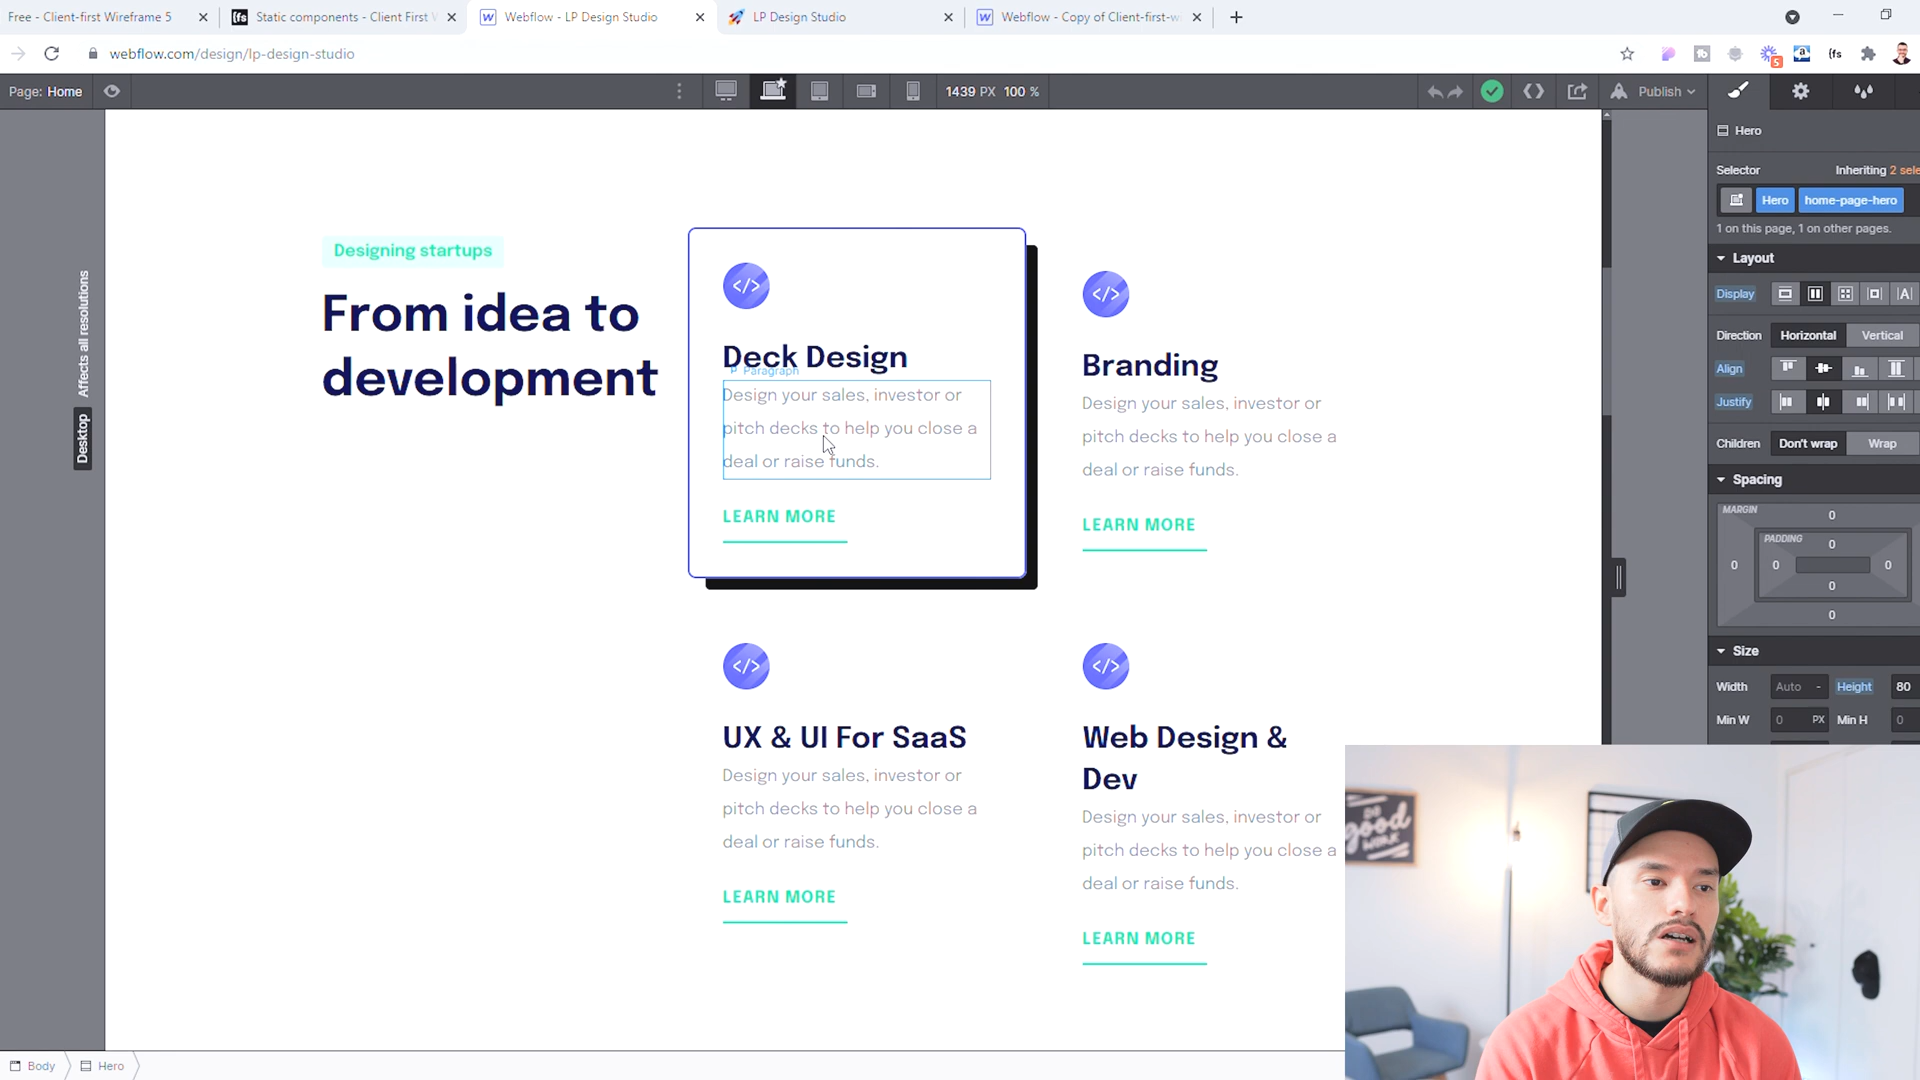 Free - Client-first Wireframe 5
Static components - Client First W
Webflow - LP Design Studio
LP Design Studio
Webflow - Copy of Client-first-w
webflow.com/design/lp-design-studio
5
Page: Home
1439 PX 100 %
Publish
Affects all resolutions
Desktop
Designing startups
From idea to
development
Deck Design
Paragraph
Design your sales, investor or
pitch decks to help you close a
deal or raise funds.
LEARN MORE
Branding
Design your sales, investor or
pitch decks to help you close a
deal or raise funds.
LEARN MORE
UX & UI For SaaS
Design your sales, investor or
pitch decks to help you close a
deal or raise funds.
LEARN MORE
Web Design &
Dev
Design your sales, investor or
pitch decks to help you close a
deal or raise funds.
LEARN MORE
Hero
Selector
Inheriting 2 sele
Hero
home-page-hero
1 on this page, 1 on other pages.
Layout
Display
Direction
Horizontal
Vertical
Align
Justify
Children
Don't wrap
Wrap
Spacing
MARGIN
0
PADDING
0
0
0
0
0
0
0
Size
Width
Auto
-
Height
80
Min W
0
PX
Min H
0
good
WORK
Body
Hero